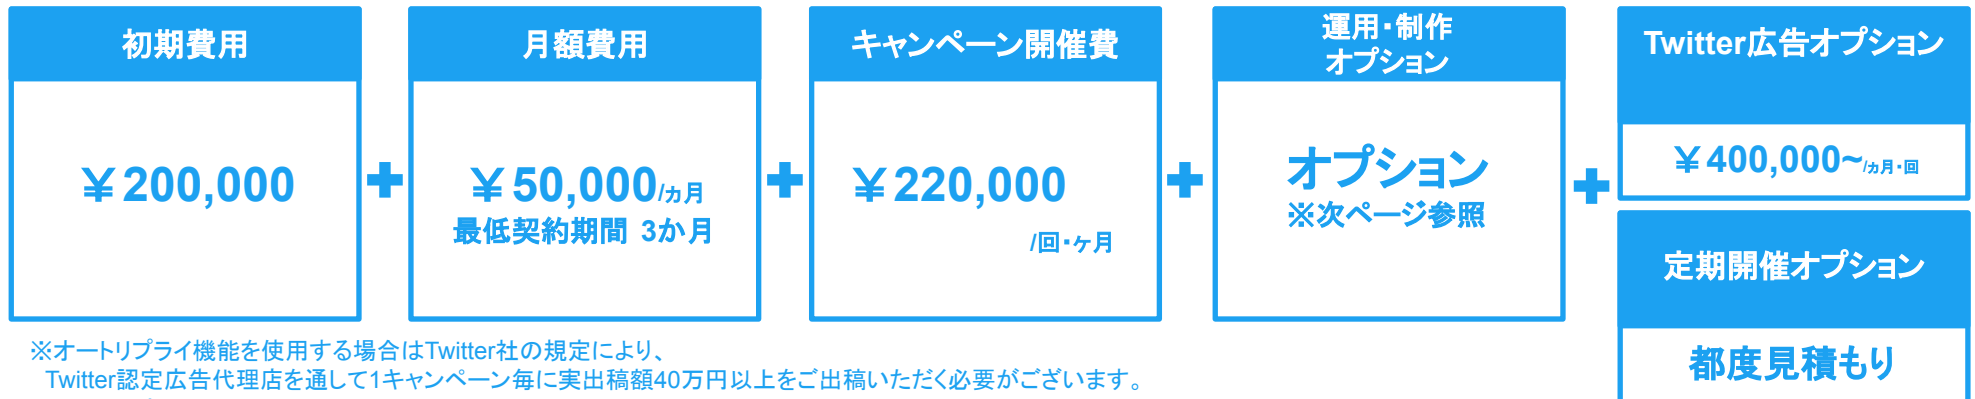 初期費用
￥200,000
月額費用
￥50,000/ヵ月
最低契約期間 3か月
キャンペーン開催費
￥220,000
/回・ヶ月
運用・制作
オプション
オプション
※次ページ参照
Twitter広告オプション
￥400,000~/ヵ月・回
定期開催オプション
都度見積もり
※オートリプライ機能を使用する場合はTwitter社の規定により、
Twitter認定広告代理店を通して1キャンペーン毎に実出稿額40万円以上をご出稿いただく必要がございます。